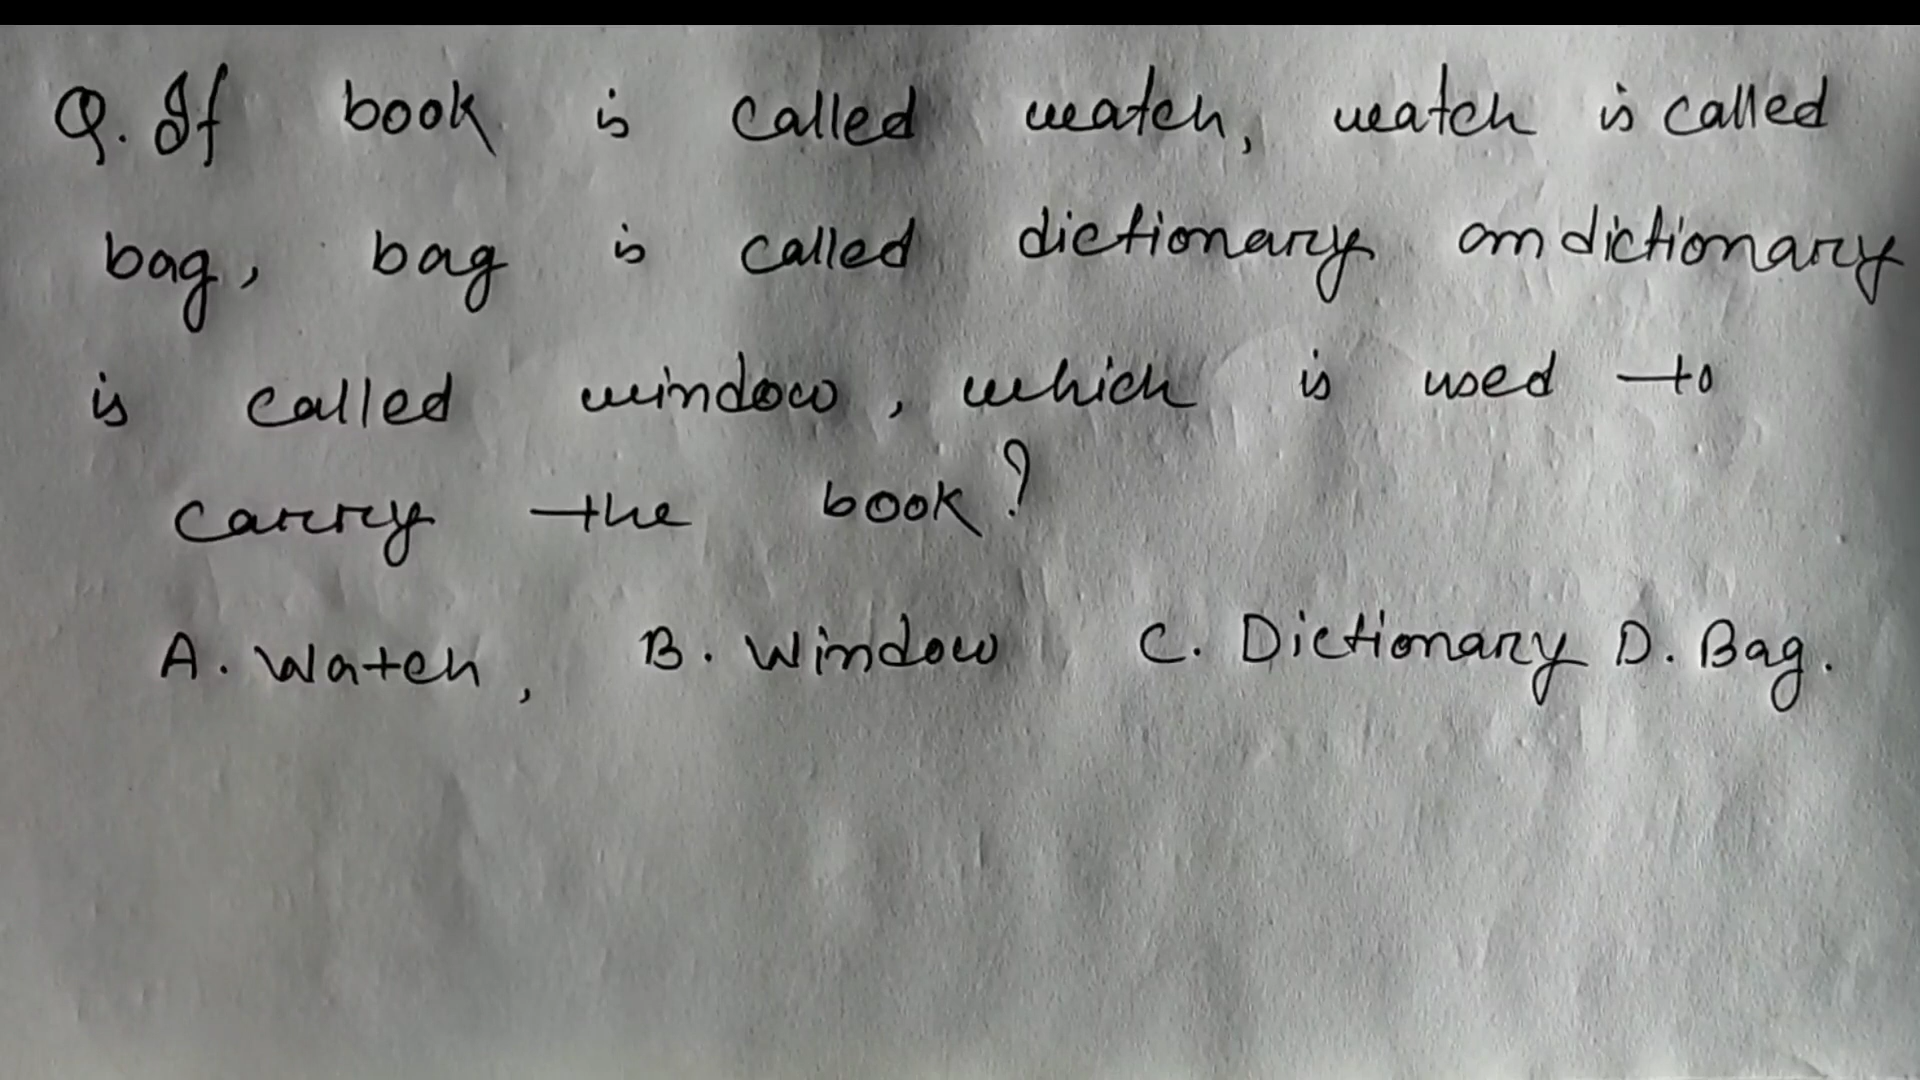 Q. If book is called watch, watch is called
bag, bag is called dictionary an dictionary
is called window, which is used to
carry the book?
A. Watch, B. Window C. Dictionary D. Bag.